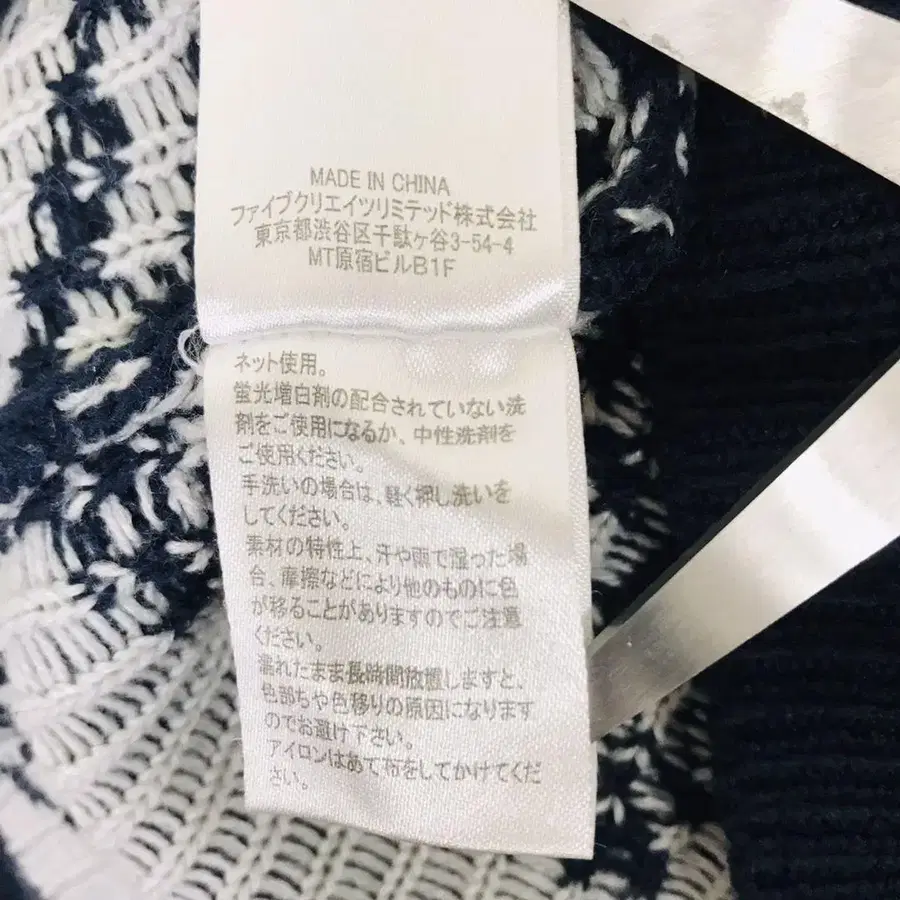 MADE IN CHINA
ファイブクリエイツリミテッド株式会社
東京都渋谷区千駄ヶ谷3-54-4
MT原宿ビルB1F
ネット使用。
蛍光増白剤の配合されていない洗
剤をご使用になるか、中性洗剤を
ご使用ください。
手洗いの場合は、軽く押し洗いを
してください。
素材の特性上、汗や雨で湿った場
合、摩擦などにより他のものに色
が移ることがありますのでご注意
ください。
濡れたまま長時間放置しますと、
色部ちや色移りの原因になります
のでお避け下さい。
アイロンはあて布をしてかけてくだ
さい。